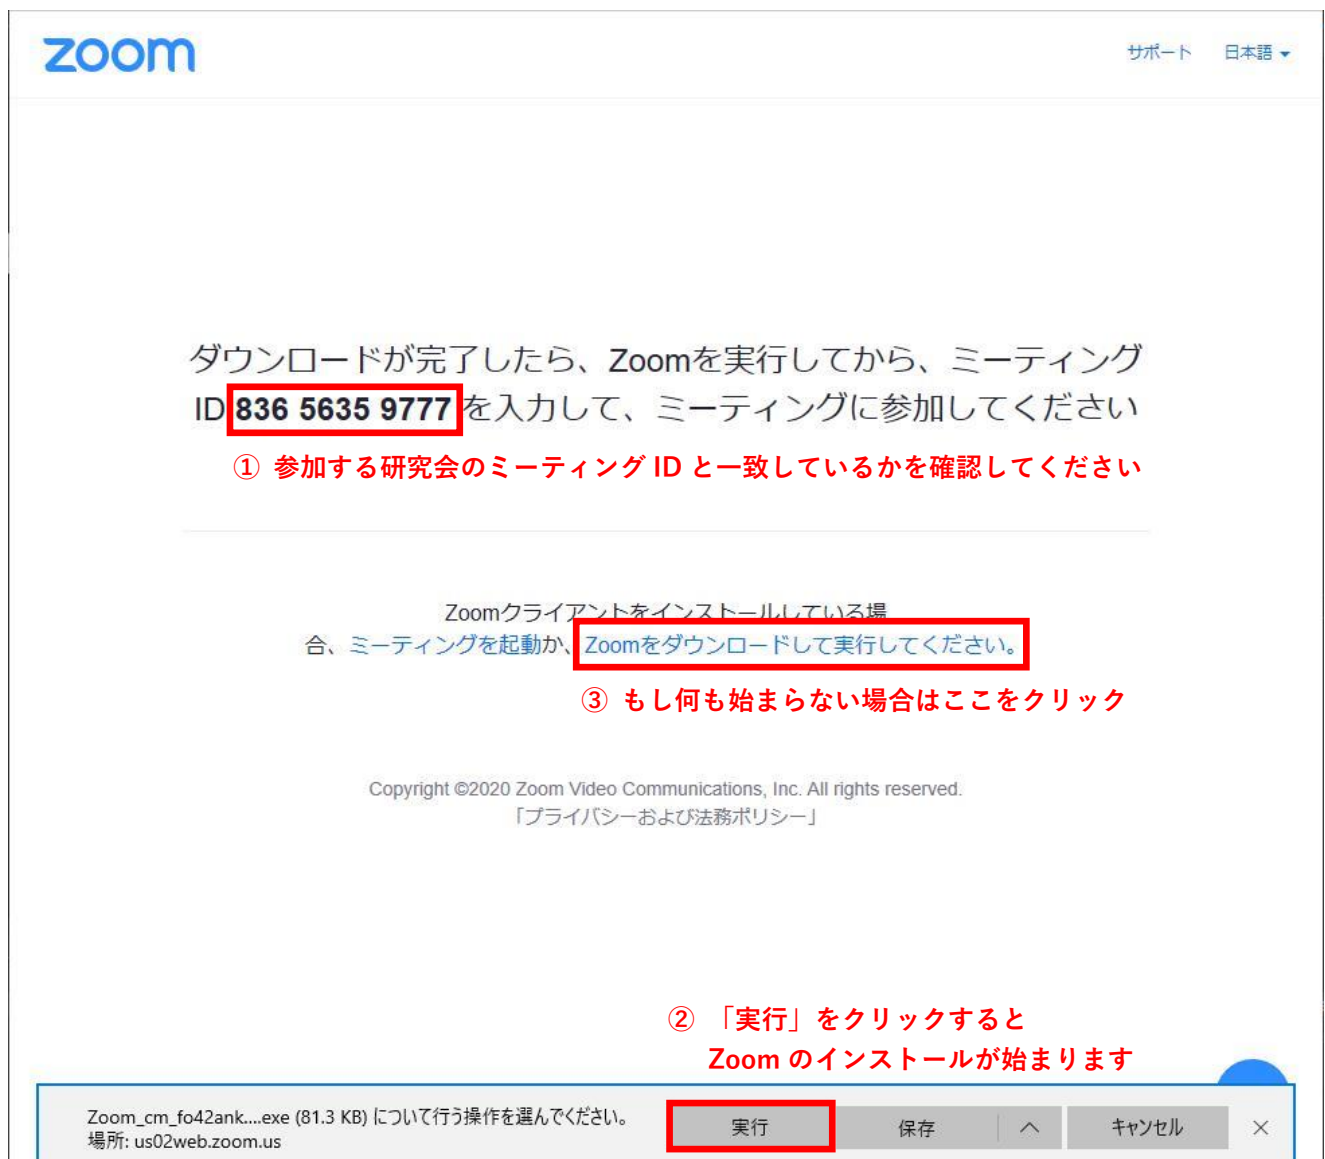 zoom
サポート 日本語
ダウンロードが完了したら、Zoomを実行してから、ミーティング
ID 836 5635 9777 を入力して、ミーティングに参加してください
① 参加する研究会のミーティング ID と一致しているかを確認してください
Zoomクライアントをインストールしている場
合、ミーティングを起動か、Zoomをダウンロードして実行してください。
③ もし何も始まらない場合はここをクリック
Copyright ©2020 Zoom Video Communications, Inc. All rights reserved.
「プライバシーおよび法務ポリシー」
② 「実行」をクリックすると
Zoom のインストールが始まります
Zoom_cm_fo42ank....exe (81.3 KB) について行う操作を選んでください。
場所: us02web.zoom.us
実行 保存 キャンセル